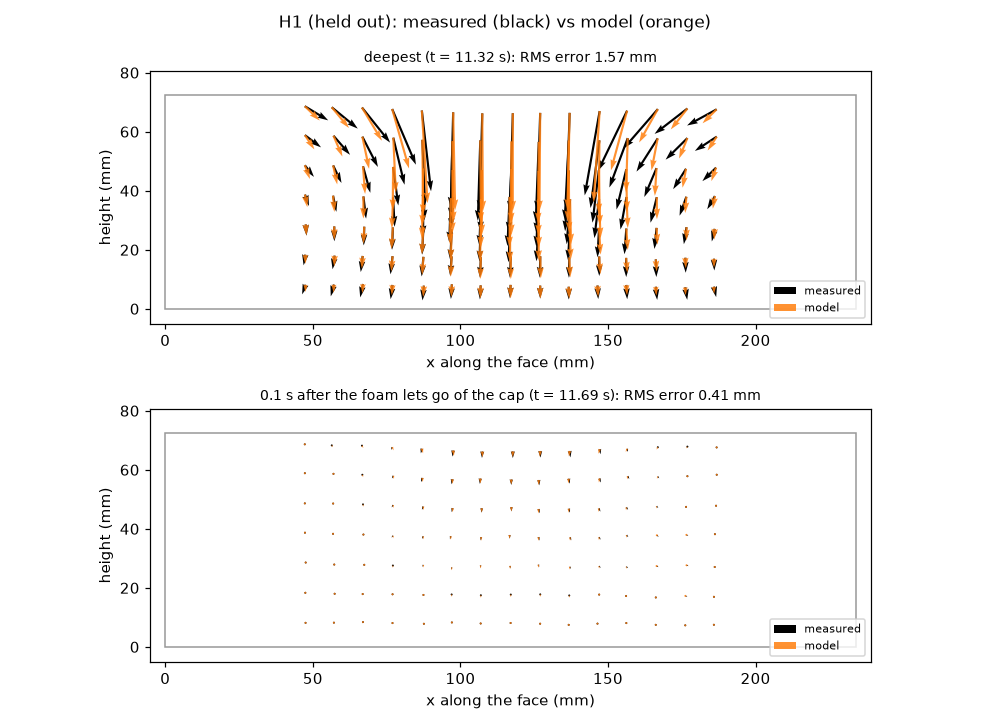 H1 (held out): measured (black) vs model (orange)
deepest (t = 11.32 s): RMS error 1.57 mm
80
60
40
20
0
height (mm)
measured
model
0
50
100
150
200
x along the face (mm)
0.1 s after the foam lets go of the cap (t = 11.69 s): RMS error 0.41 mm
80
60
40
20
0
height (mm)
measured
model
0
50
100
150
200
x along the face (mm)